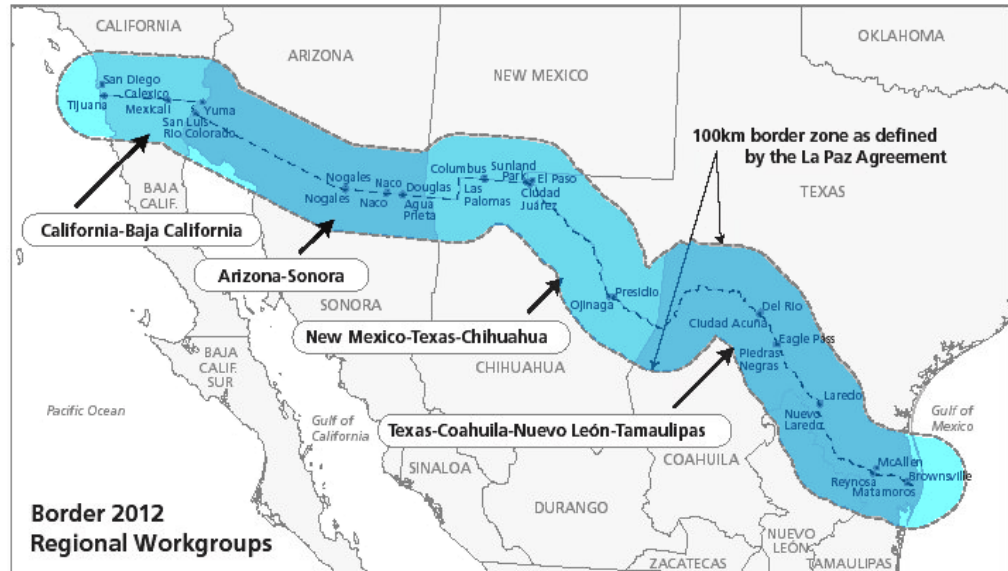 CALIFORNIA
ARIZONA
NEW MEXICO
OKLAHOMA
TEXAS
San Diego
Tijuana
Calexico
Mexicali
Yuma
San Luis
Rio Colorado
100km border zone as defined
by the La Paz Agreement
BAJA
CALIF.
Nogales
Nogales
Naco
Naco
Douglas
Agua
Prieta
Columbus
Las
Palomas
Sunland
Park
El Paso
Ciudad
Juárez
California-Baja California
Arizona-Sonora
SONORA
Presidio
Ojinaga
New Mexico-Texas-Chihuahua
CHIHUAHUA
Del Rio
Ciudad Acuña
Eagle Pass
Piedras
Negras
BAJA
CALIF.
SUR
Pacific Ocean
Gulf of
California
Laredo
Nuevo
Laredo
Gulf of
Mexico
Texas-Coahuila-Nuevo León-Tamaulipas
COAHUILA
SINALOA
DURANGO
McAllen
Reynosa
Brownsville
Matamoros
NUEVO
LEÓN
ZACATECAS
TAMAULIPAS
Border 2012
Regional Workgroups